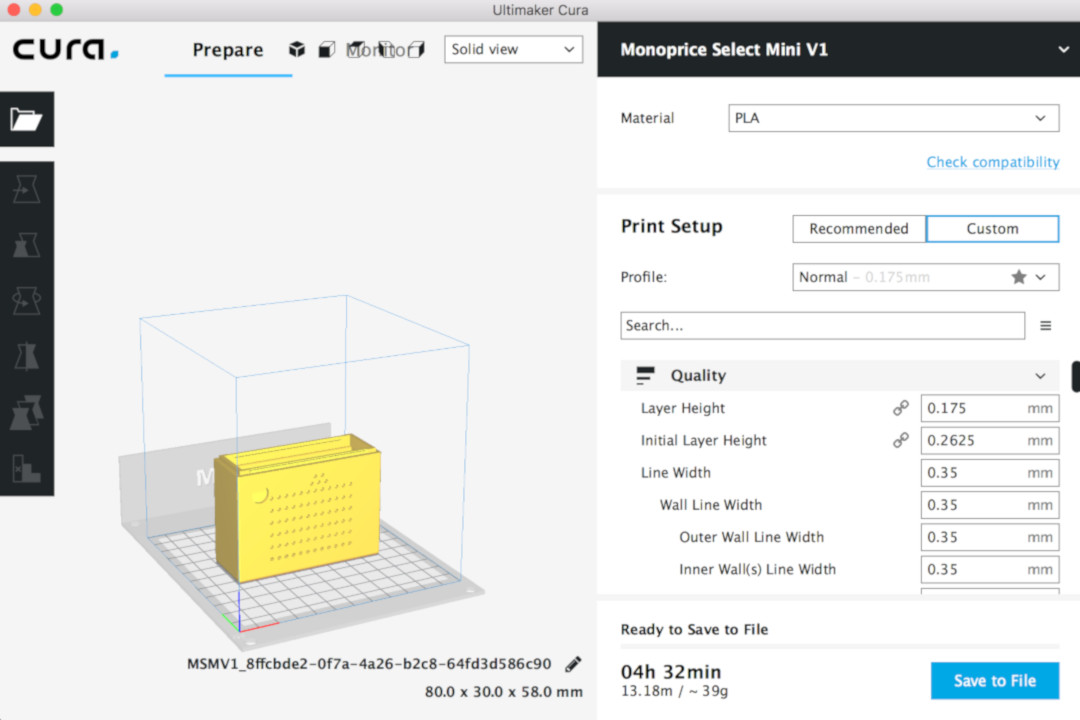 Ultimaker Cura
cura.
Prepare
Monitor
Solid view
Monoprice Select Mini V1
Material
PLA
Check compatibility
Print Setup
Recommended
Custom
Profile:
Normal - 0.175mm
Search...
Quality
Layer Height
0.175 mm
Initial Layer Height
0.2625 mm
Line Width
0.35 mm
Wall Line Width
0.35 mm
Outer Wall Line Width
0.35 mm
Inner Wall(s) Line Width
0.35 mm
M
MSMV1_8ffcbde2-0f7a-4a26-b2c8-64fd3d586c90
80.0 x 30.0 x 58.0 mm
Ready to Save to File
04h 32min
13.18m / ~ 39g
Save to File